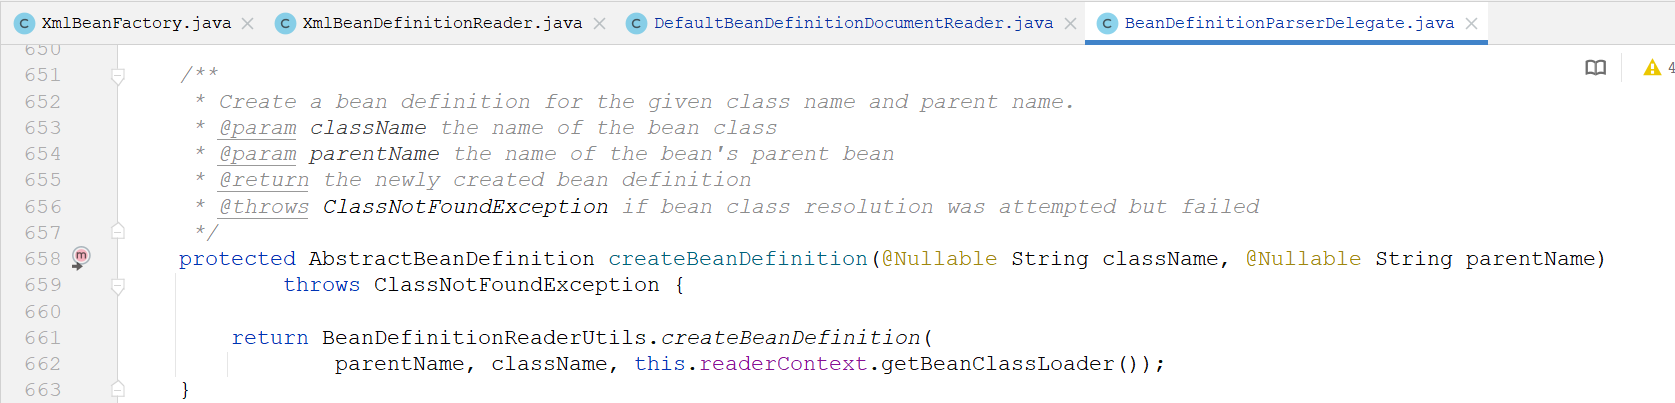 C XmlBeanFactory.java × C XmlBeanDefinitionReader.java × C DefaultBeanDefinitionDocumentReader.java × C BeanDefinitionParserDelegate.java ×
650
651 /**
652 * Create a bean definition for the given class name and parent name.
653 * @param className the name of the bean class
654 * @param parentName the name of the bean's parent bean
655 * @return the newly created bean definition
656 * @throws ClassNotFoundException if bean class resolution was attempted but failed
657 */
658 m protected AbstractBeanDefinition createBeanDefinition(@Nullable String className, @Nullable String parentName)
659 throws ClassNotFoundException {
660
661 return BeanDefinitionReaderUtils.createBeanDefinition(
662 parentName, className, this.readerContext.getBeanClassLoader());
663 }
4